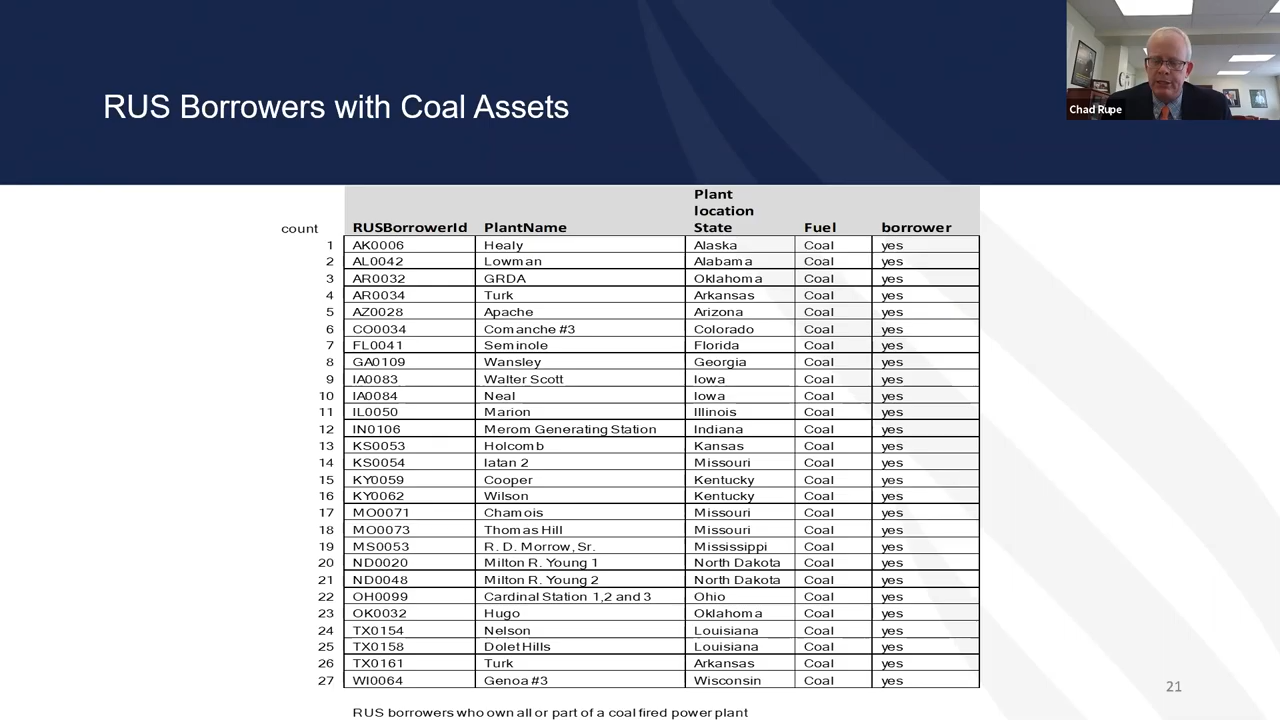 Chad Rupe
RUS Borrowers with Coal Assets
count RUSBorrowerId PlantName Plant location State Fuel borrower
1 AK0006 Healy Alaska Coal yes
2 AL0042 Lowman Alabama Coal yes
3 AR0032 GRDA Oklahoma Coal yes
4 AR0034 Turk Arkansas Coal yes
5 AZ0028 Apache Arizona Coal yes
6 CO0034 Comanche #3 Colorado Coal yes
7 FL0041 Seminole Florida Coal yes
8 GA0109 Wansley Georgia Coal yes
9 IA0083 Walter Scott Iowa Coal yes
10 IA0084 Neal Iowa Coal yes
11 IL0050 Marion Illinois Coal yes
12 IN0106 Merom Generating Station Indiana Coal yes
13 KS0053 Holcomb Kansas Coal yes
14 KS0054 Iatan 2 Missouri Coal yes
15 KY0059 Cooper Kentucky Coal yes
16 KY0062 Wilson Kentucky Coal yes
17 MO0071 Chamois Missouri Coal yes
18 MO0073 Thomas Hill Missouri Coal yes
19 MS0053 R. D. Morrow, Sr. Mississippi Coal yes
20 ND0020 Milton R. Young 1 North Dakota Coal yes
21 ND0048 Milton R. Young 2 North Dakota Coal yes
22 OH0099 Cardinal Station 1,2 and 3 Ohio Coal yes
23 OK0032 Hugo Oklahoma Coal yes
24 TX0154 Nelson Louisiana Coal yes
25 TX0158 Dolet Hills Louisiana Coal yes
26 TX0161 Turk Arkansas Coal yes
27 WI0064 Genoa #3 Wisconsin Coal yes
21
RUS borrowers who own all or part of a coal fired power plant